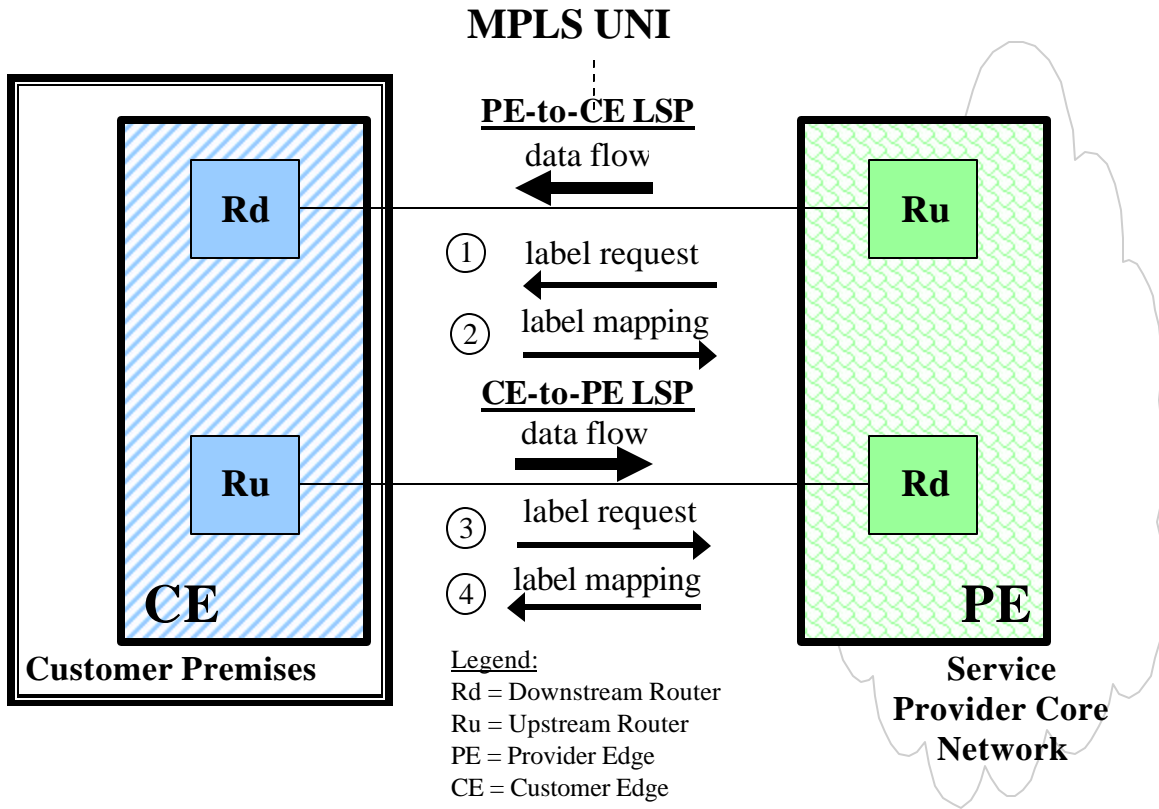 MPLS UNI
PE-to-CE LSP
data flow
Rd
Ru
1
label request
2
label mapping
CE-to-PE LSP
data flow
Ru
Rd
3
label request
4
label mapping
CE
PE
Customer Premises
Legend:
Rd = Downstream Router
Ru = Upstream Router
PE = Provider Edge
CE = Customer Edge
Service
Provider Core
Network